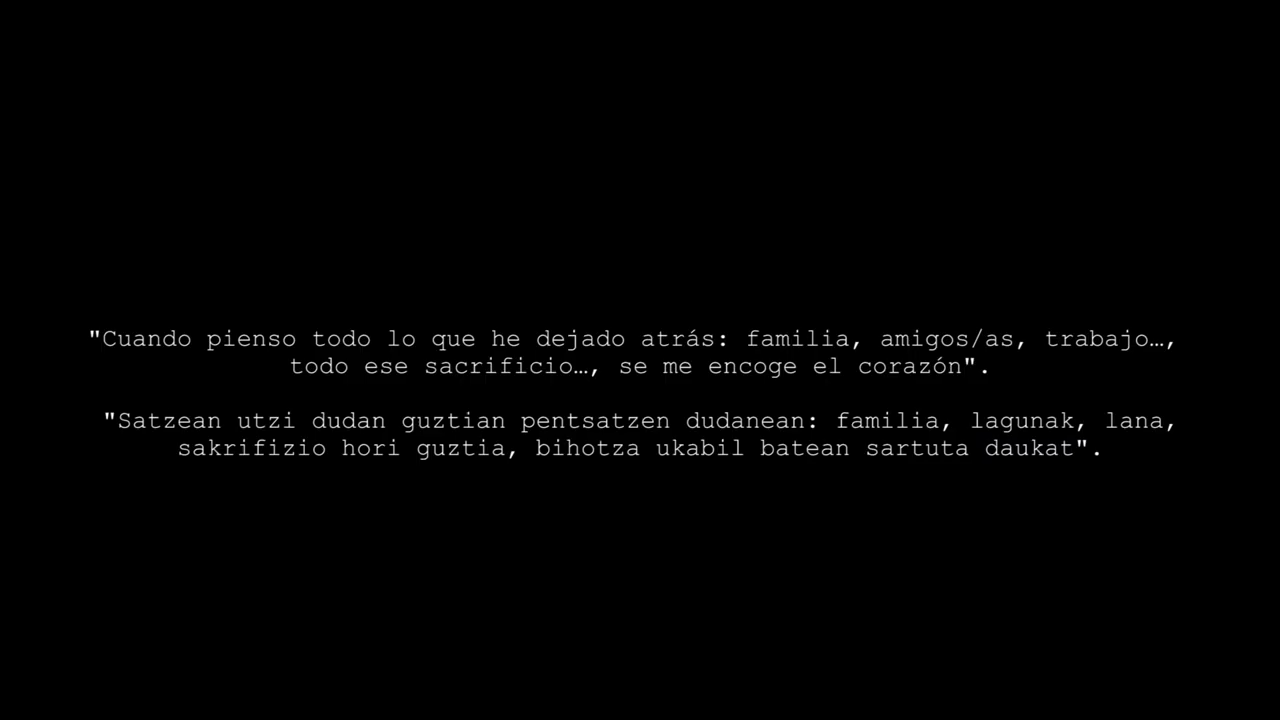 "Cuando pienso todo lo que he dejado atrás: familia, amigos/as, trabajo…,
todo ese sacrificio…, se me encoge el corazón".
"Satzean utzi dudan guztian pentsatzen dudanean: familia, lagunak, lana,
sakrifizio hori guztia, bihotza ukabil batean sartuta daukat".